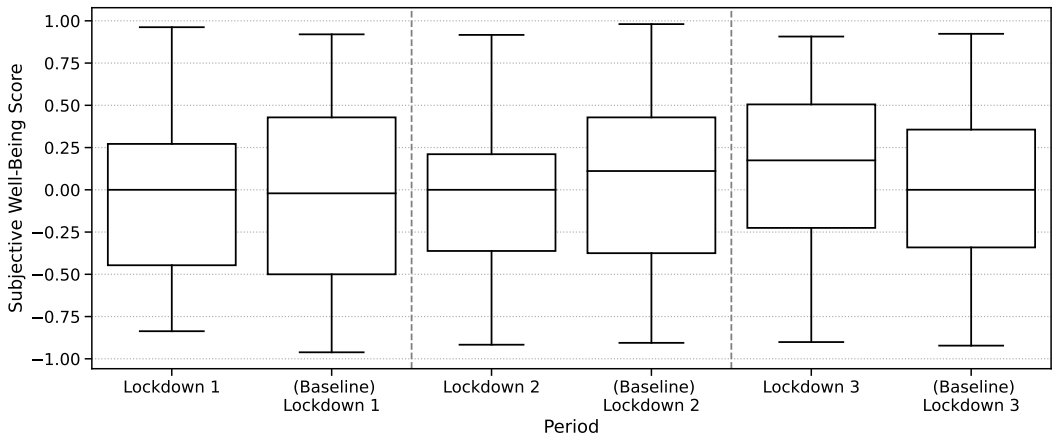 Subjective Well-Being Score
1.00
0.75
0.50
0.25
0.00
−0.25
−0.50
−0.75
−1.00
Lockdown 1
(Baseline)
Lockdown 1
Lockdown 2
(Baseline)
Lockdown 2
Lockdown 3
(Baseline)
Lockdown 3
Period